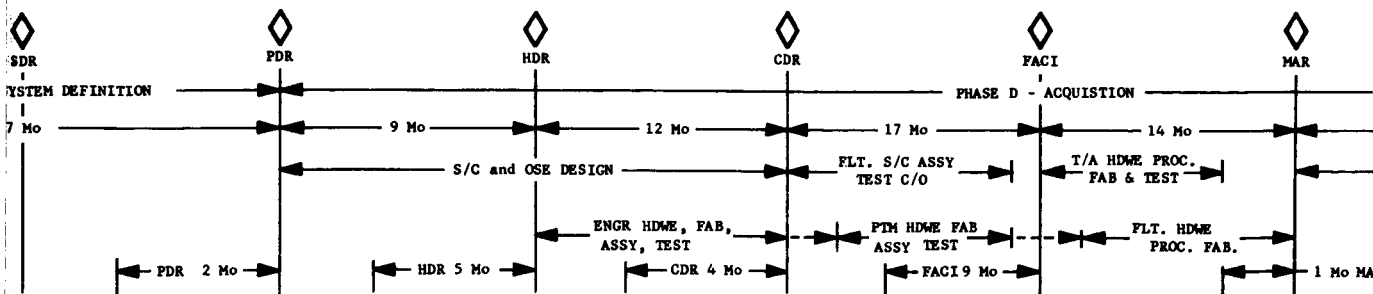 SDR PDR HDR CDR FACI MAR
YSTEM DEFINITION PHASE D - ACQUISTION
7 Mo 9 Mo 12 Mo 17 Mo 14 Mo
S/C and OSE DESIGN
FLT. S/C ASSY
TEST C/O
T/A HDWE PROC.
FAB & TEST
ENGR HDWE, FAB,
ASSY, TEST
PTM HDWE FAB
ASSY TEST
FLT. HDWE
PROC. FAB.
PDR 2 Mo HDR 5 Mo CDR 4 Mo FACI 9 Mo 1 Mo MA